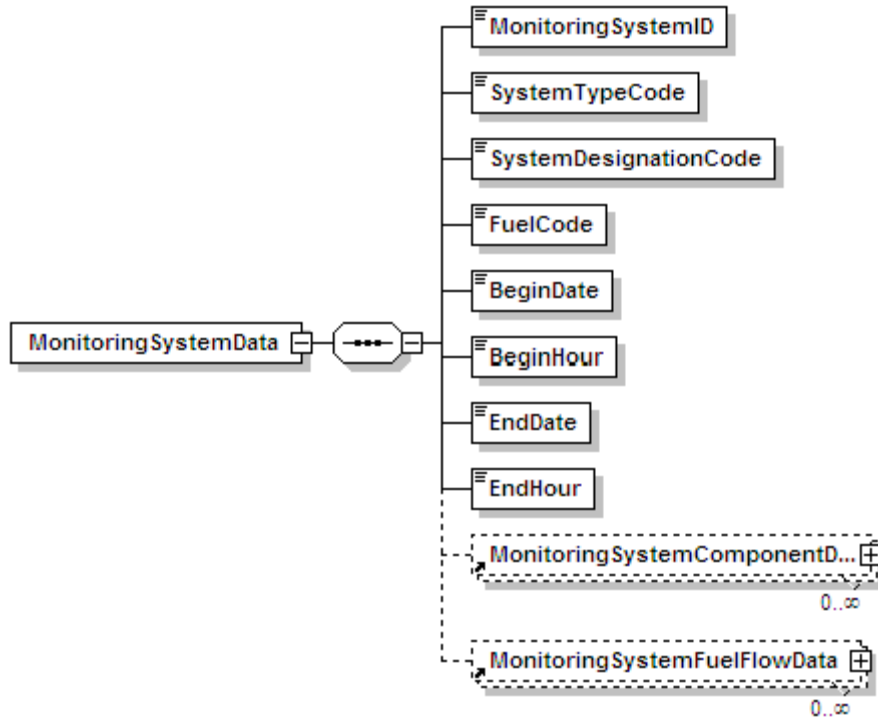 MonitoringSystemID
SystemTypeCode
SystemDesignationCode
FuelCode
BeginDate
MonitoringSystemData
BeginHour
EndDate
EndHour
MonitoringSystemComponentD...
0..∞
MonitoringSystemFuelFlowData
0..∞